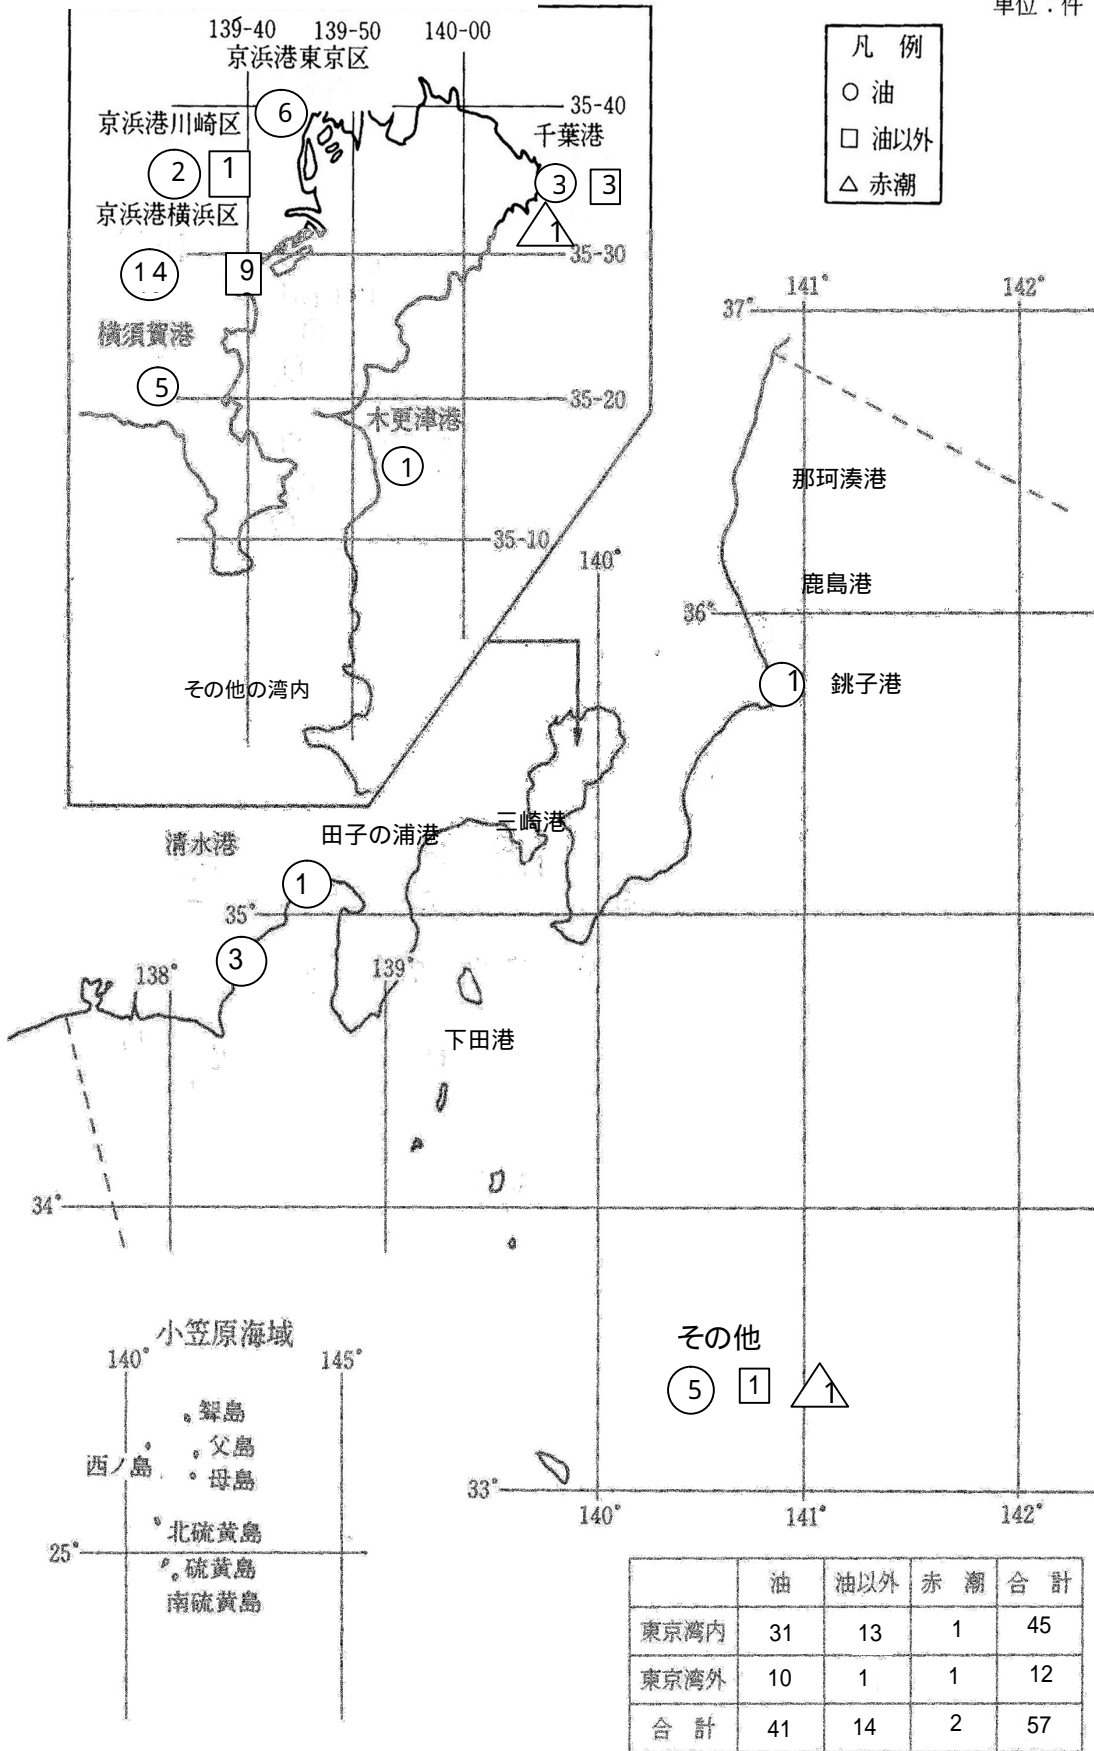 単位：件
凡 例
○ 油
□ 油以外
△ 赤潮
139-40 139-50 140-00
京浜港東京区
6
35-40
京浜港川崎区
千葉港
2 1
3 3
1
京浜港横浜区
35-30
14 9
横須賀港
5
35-20
木更津港
1
35-10
その他の湾内
141° 142°
37°
那珂湊港
140°
鹿島港
36°
1 銚子港
三崎港
田子の浦港
清水港
1
35°
3
138° 139°
下田港
34°
小笠原海域
140° 145°
聟島
父島
西ノ島
母島
北硫黄島
25°
硫黄島
南硫黄島
その他
5 1 1
33°
140° 141° 142°
油 油以外 赤 潮 合 計
東京湾内 31 13 1 45
東京湾外 10 1 1 12
合 計 41 14 2 57